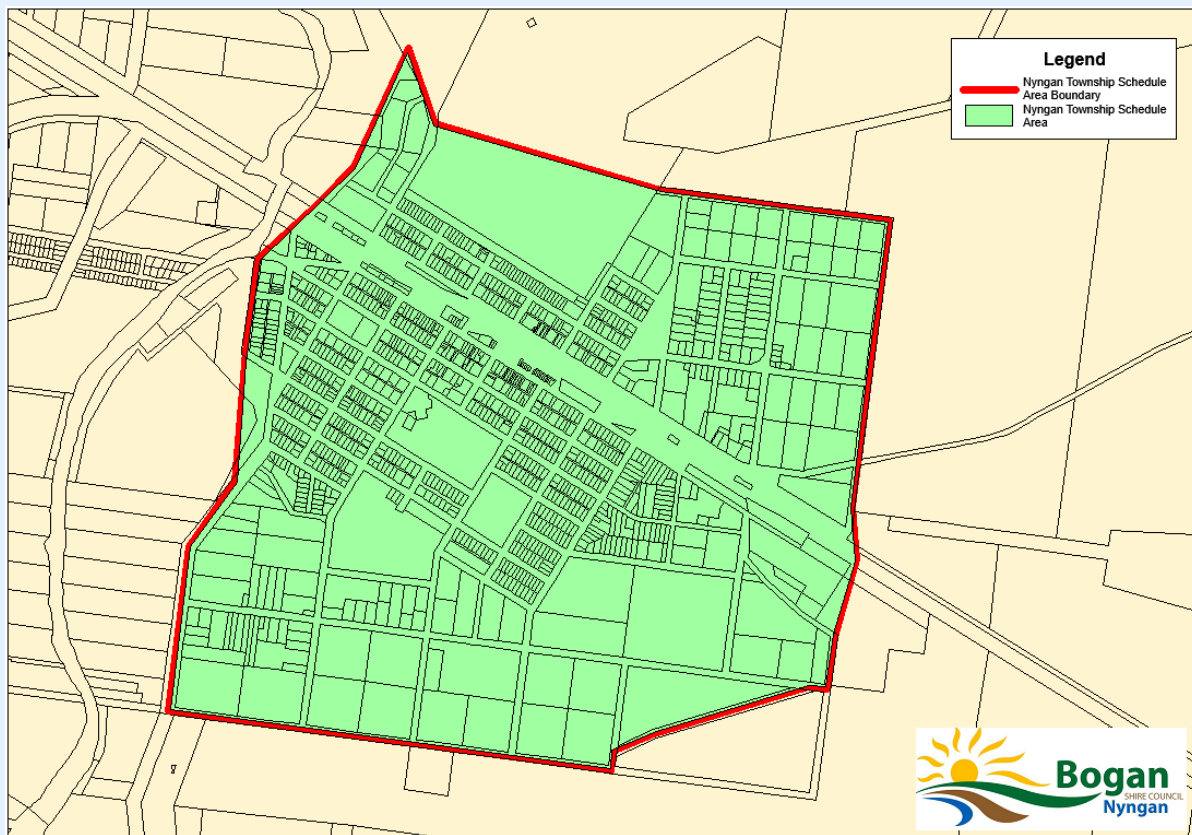 Legend
Nyngan Township Schedule
Area Boundary
Nyngan Township Schedule
Area
Bogan
SHIRE COUNCIL
Nyngan